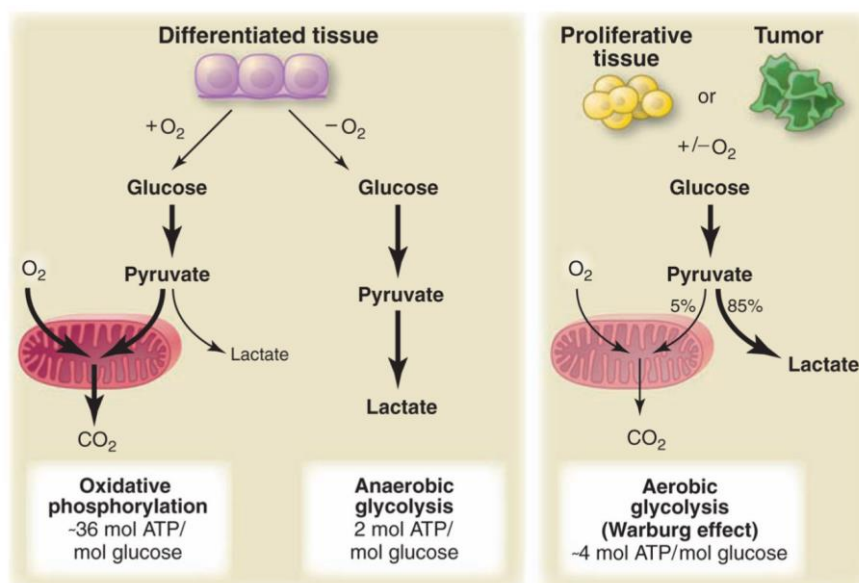 Differentiated tissue
+O₂
−O₂
Glucose
Pyruvate
O₂
Lactate
CO₂
Oxidative
phosphorylation
~36 mol ATP/
mol glucose
Glucose
Pyruvate
Lactate
Anaerobic
glycolysis
2 mol ATP/
mol glucose
Proliferative
tissue
or
Tumor
+/−O₂
Glucose
O₂
Pyruvate
5%
85%
Lactate
CO₂
Aerobic
glycolysis
(Warburg effect)
~4 mol ATP/mol glucose